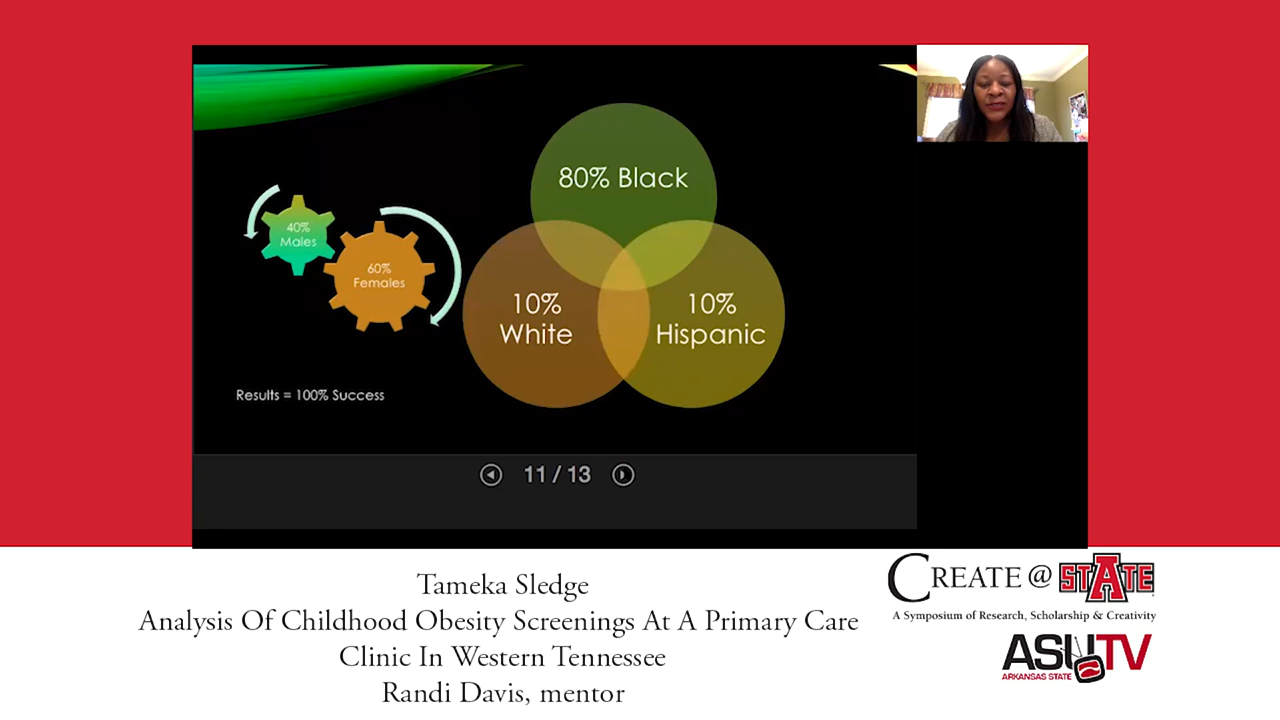 80% Black
40%
Males
60%
Females
10%
White
10%
Hispanic
Results = 100% Success
11 / 13
Tameka Sledge
Analysis Of Childhood Obesity Screenings At A Primary Care
Clinic In Western Tennessee
Randi Davis, mentor
CREATE @ STATE
A Symposium of Research, Scholarship & Creativity
ASU TV
ARKANSAS STATE